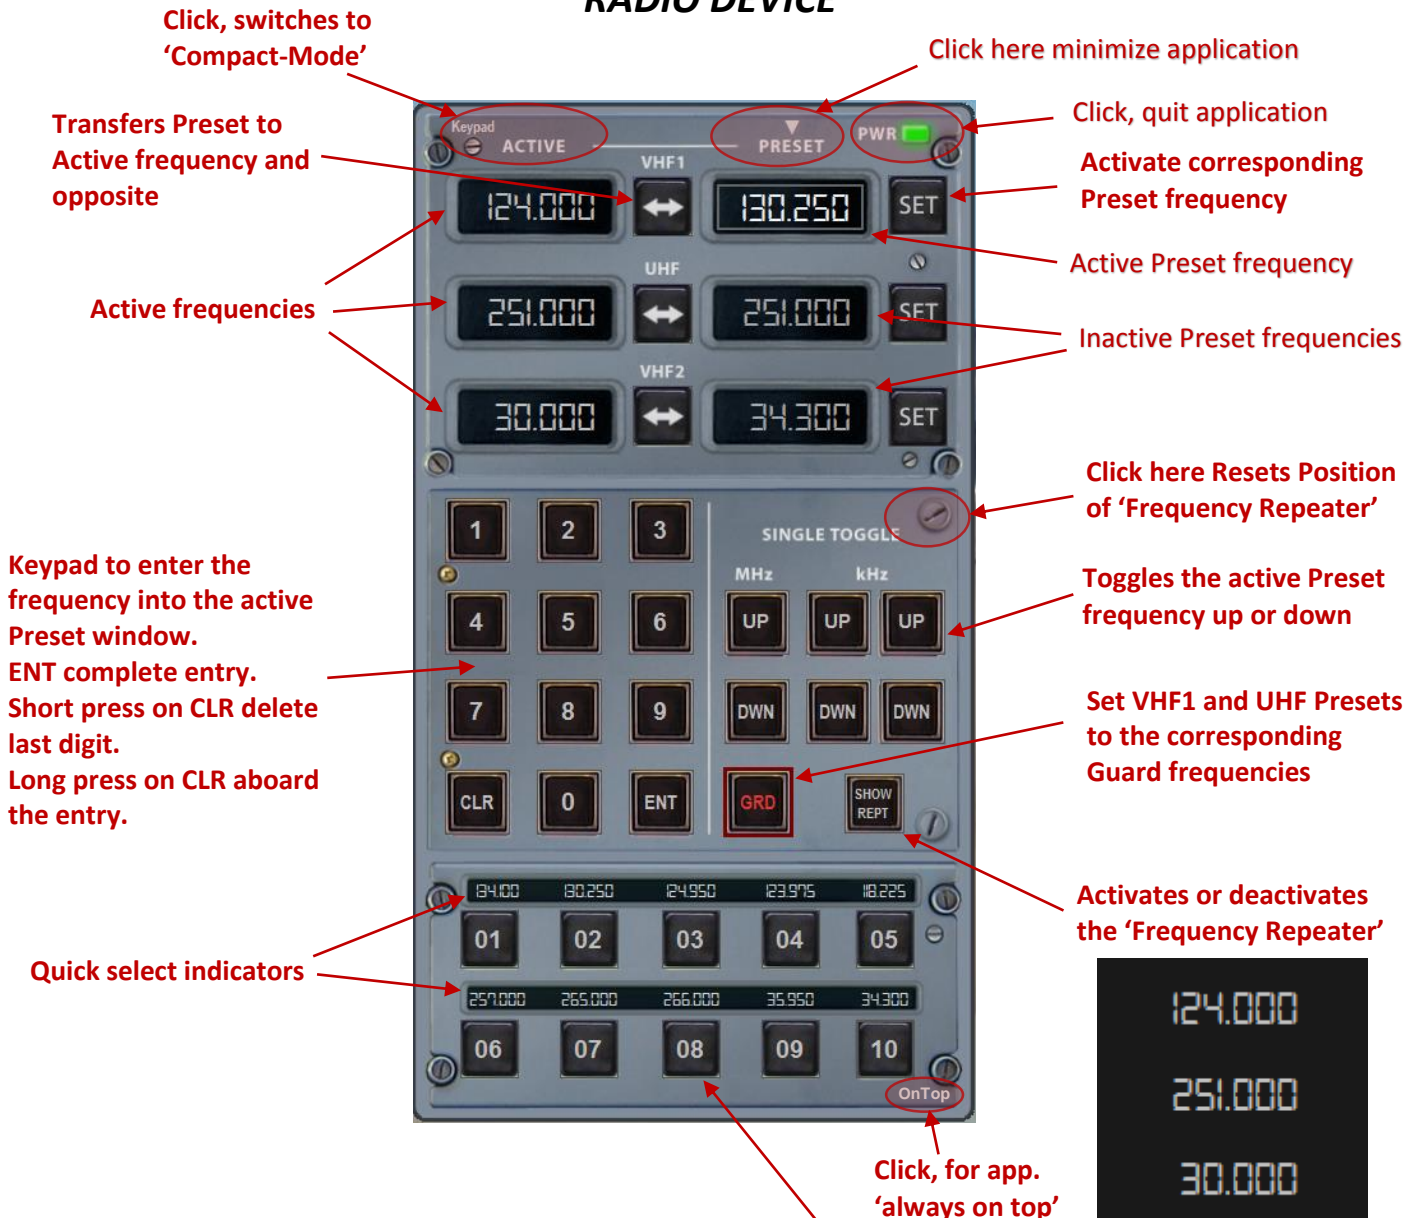 RADIO DEVICE
Click, switches to
‘Compact-Mode’
Click here minimize application
Transfers Preset to
Active frequency and
opposite
Click, quit application
Activate corresponding
Preset frequency
Keypad
ACTIVE
PRESET
PWR
VHF1
124.000
130.250
SET
Active Preset frequency
Active frequencies
UHF
251.000
251.000
SET
Inactive Preset frequencies
VHF2
30.000
34.300
SET
Click here Resets Position
of ‘Frequency Repeater’
1 2 3
SINGLE TOGGLE
MHz kHz
Keypad to enter the
frequency into the active
Preset window.
ENT complete entry.
Short press on CLR delete
last digit.
Long press on CLR aboard
the entry.
4 5 6
UP UP UP
Toggles the active Preset
frequency up or down
7 8 9
DWN DWN DWN
Set VHF1 and UHF Presets
to the corresponding
Guard frequencies
CLR 0 ENT
GRD
SHOW
REPT
Activates or deactivates
the ‘Frequency Repeater’
134.100 130.250 124.950 123.975 118.225
01 02 03 04 05
Quick select indicators
257.000 265.000 266.000 35.950 34.300
06 07 08 09 10
OnTop
Click, for app.
‘always on top’
124.000
251.000
30.000